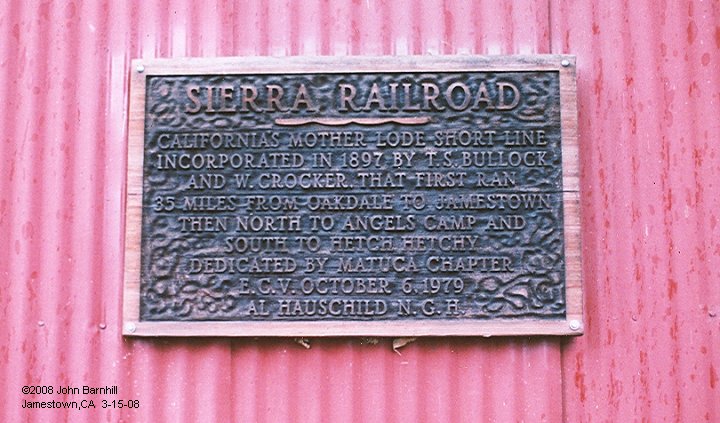 SIERRA RAILROAD
CALIFORNIAS MOTHER LODE SHORT LINE
INCORPORATED IN 1897 BY T.S. BULLOCK
AND W. CROCKER. THAT FIRST RAN
35 MILES FROM OAKDALE TO JAMESTOWN
THEN NORTH TO ANGELS CAMP AND
SOUTH TO HETCH HETCHY
DEDICATED BY MATUCA CHAPTER
E.C.V. OCTOBER 6, 1979
AL HAUSCHILD N.G.H.
©2008 John Barnhill
Jamestown,CA 3-15-08